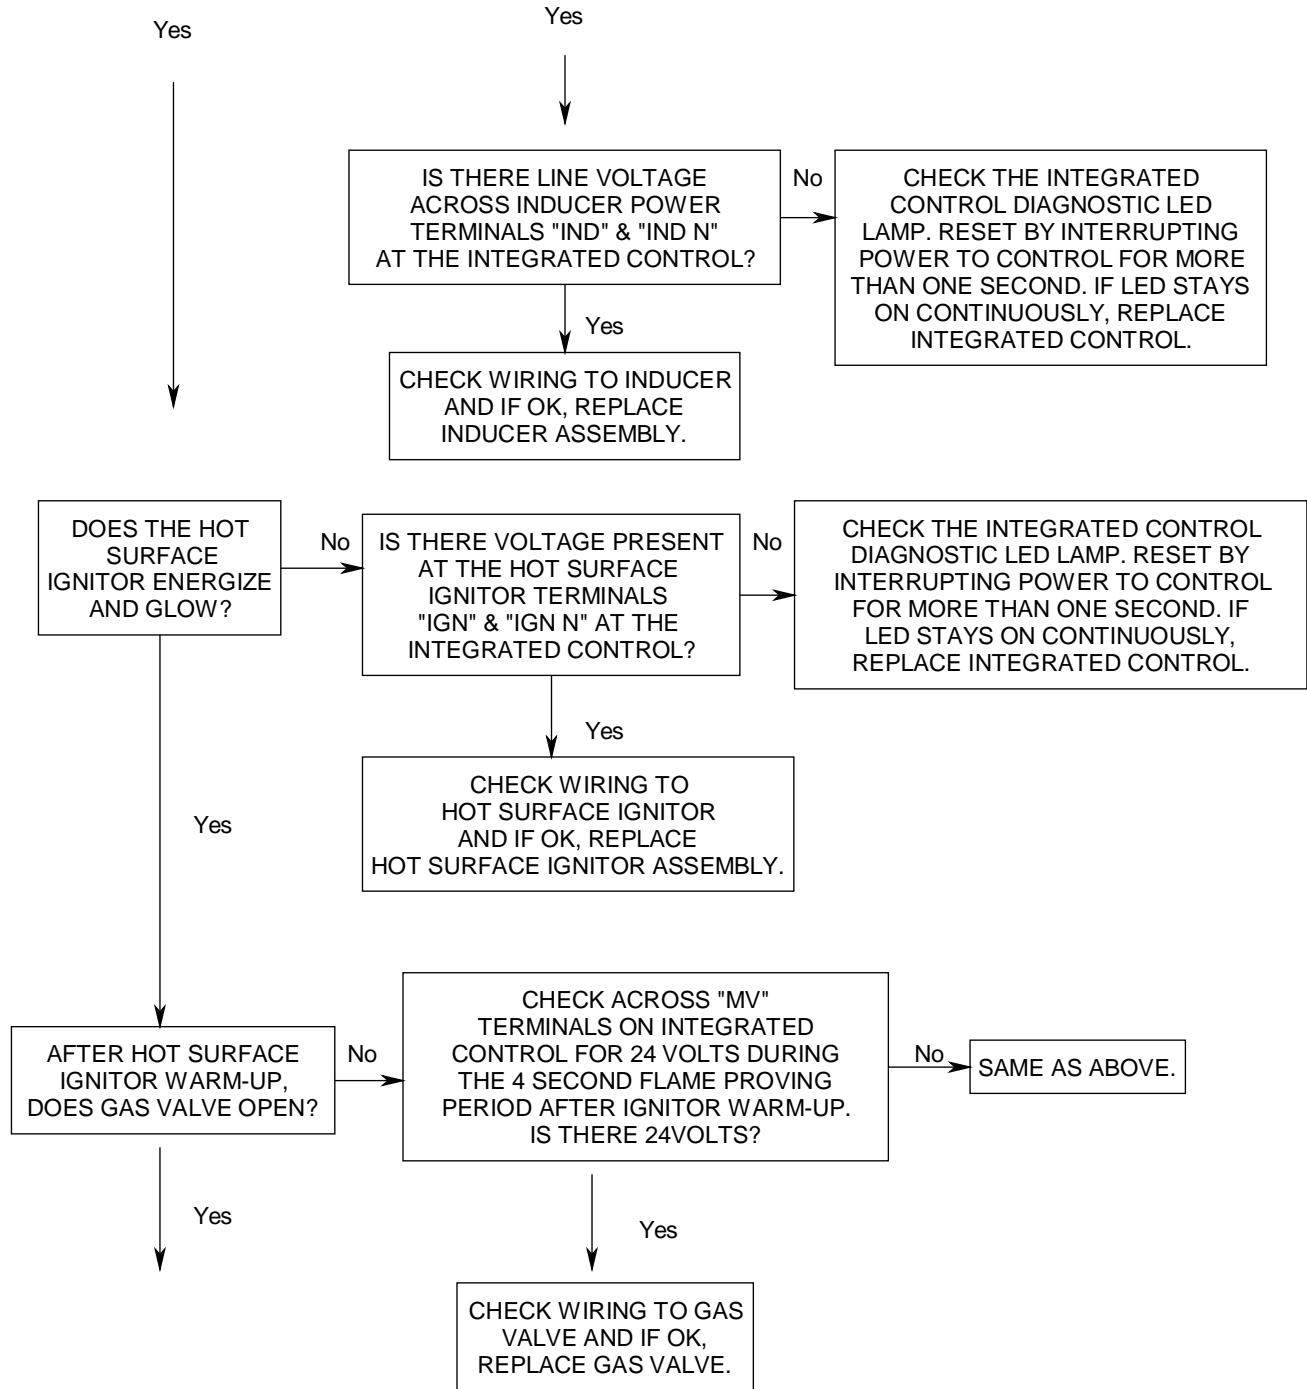 Yes
Yes
IS THERE LINE VOLTAGE
ACROSS INDUCER POWER
TERMINALS "IND" & "IND N"
AT THE INTEGRATED CONTROL?
No
CHECK THE INTEGRATED
CONTROL DIAGNOSTIC LED
LAMP. RESET BY INTERRUPTING
POWER TO CONTROL FOR MORE
THAN ONE SECOND. IF LED STAYS
ON CONTINUOUSLY, REPLACE
INTEGRATED CONTROL.
Yes
CHECK WIRING TO INDUCER
AND IF OK, REPLACE
INDUCER ASSEMBLY.
DOES THE HOT
SURFACE
IGNITOR ENERGIZE
AND GLOW?
No
IS THERE VOLTAGE PRESENT
AT THE HOT SURFACE
IGNITOR TERMINALS
"IGN" & "IGN N" AT THE
INTEGRATED CONTROL?
No
CHECK THE INTEGRATED CONTROL
DIAGNOSTIC LED LAMP. RESET BY
INTERRUPTING POWER TO CONTROL
FOR MORE THAN ONE SECOND. IF
LED STAYS ON CONTINUOUSLY,
REPLACE INTEGRATED CONTROL.
Yes
CHECK WIRING TO
HOT SURFACE IGNITOR
AND IF OK, REPLACE
HOT SURFACE IGNITOR ASSEMBLY.
Yes
AFTER HOT SURFACE
IGNITOR WARM-UP,
DOES GAS VALVE OPEN?
No
CHECK ACROSS "MV"
TERMINALS ON INTEGRATED
CONTROL FOR 24 VOLTS DURING
THE 4 SECOND FLAME PROVING
PERIOD AFTER IGNITOR WARM-UP.
IS THERE 24VOLTS?
No
SAME AS ABOVE.
Yes
Yes
CHECK WIRING TO GAS
VALVE AND IF OK,
REPLACE GAS VALVE.